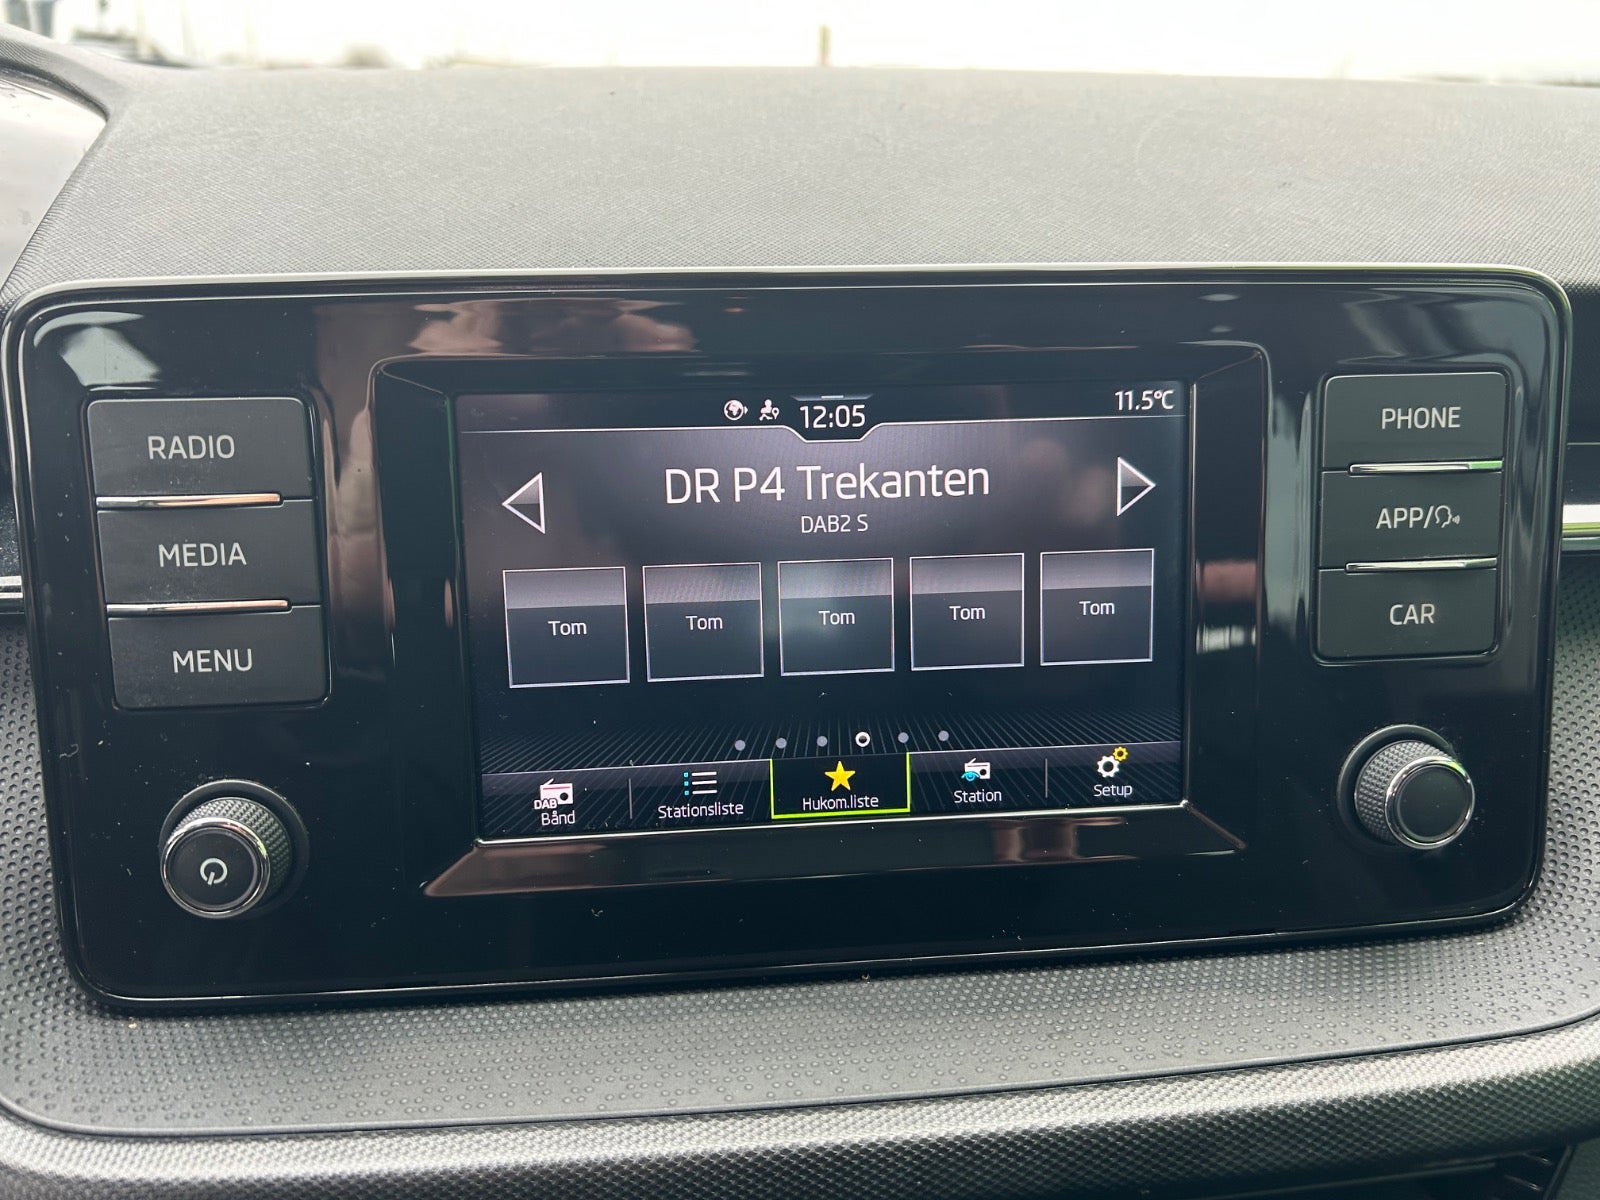 12:05
11.5°C
DR P4 Trekanten
DAB2 S
Tom
Tom
Tom
Tom
Tom
DAB
Bånd
Stationsliste
Hukom.liste
Station
Setup
RADIO
MEDIA
MENU
PHONE
APP/
CAR